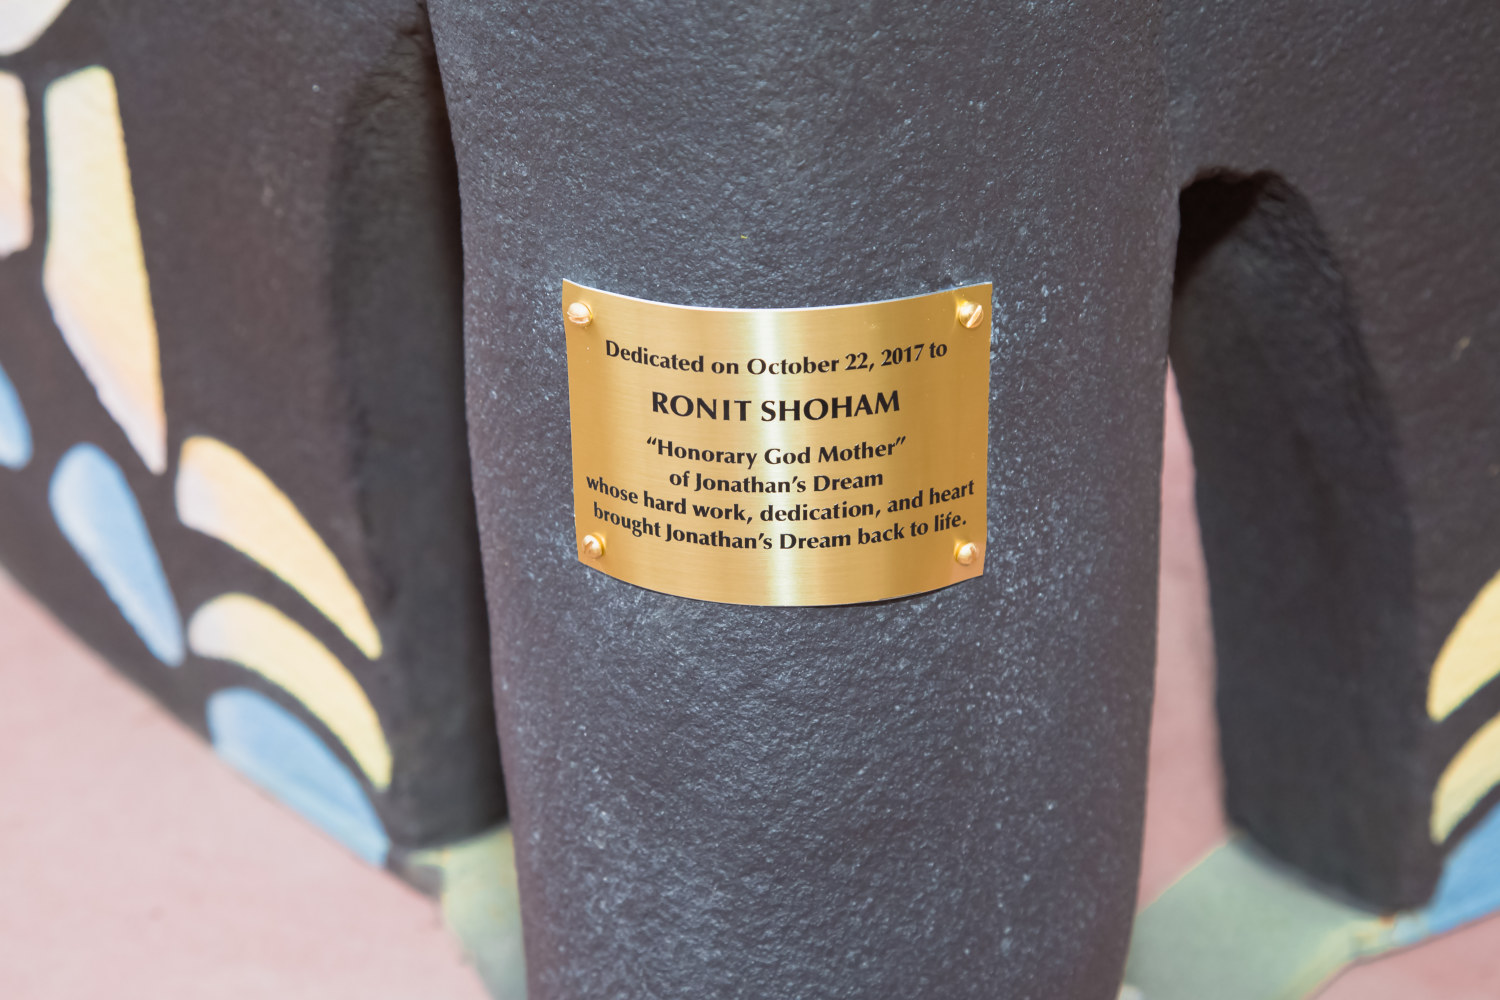 Dedicated on October 22, 2017 to
RONIT SHOHAM
“Honorary God Mother”
of Jonathan’s Dream
whose hard work, dedication, and heart
brought Jonathan’s Dream back to life.